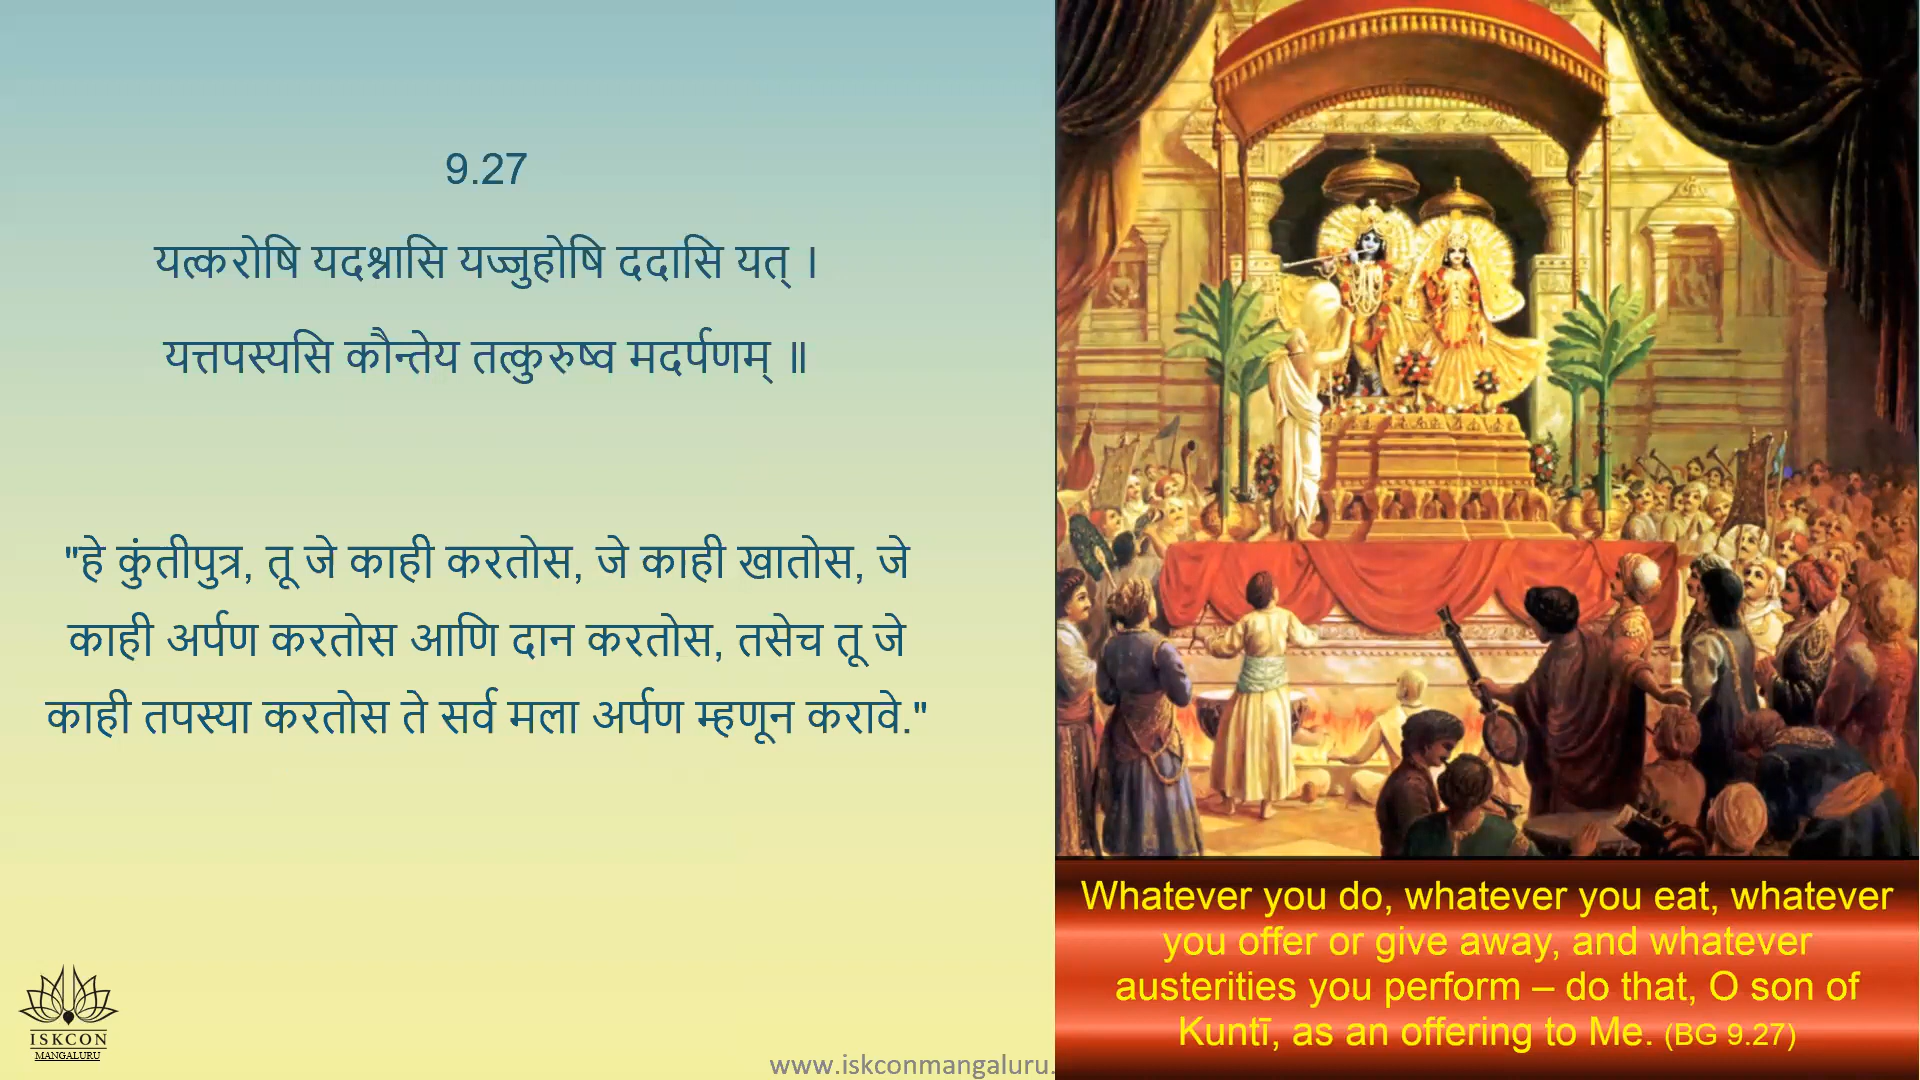 9.27
यत्करोषि यदश्नासि यज्जुहोषि ददासि यत् ।
यत्तपस्यसि कौन्तेय तत्कुरुष्व मदर्पणम् ॥
"हे कुंतीपुत्र, तू जे काही करतोस, जे काही खातोस, जे
काही अर्पण करतोस आणि दान करतोस, तसेच तू जे
काही तपस्या करतोस ते सर्व मला अर्पण म्हणून करावे."
ISKCON
MANGALURU
www.iskconmangaluru.
Whatever you do, whatever you eat, whatever
you offer or give away, and whatever
austerities you perform – do that, O son of
Kuntī, as an offering to Me. (BG 9.27)